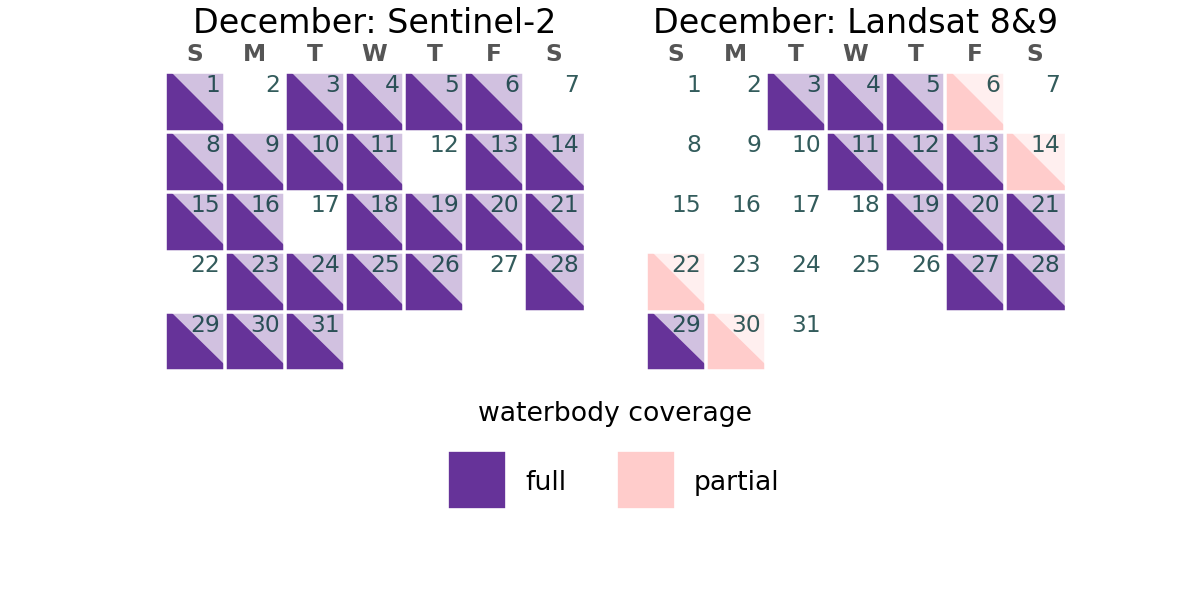 December: Sentinel-2
S M T W T F S
1 2 3 4 5 6 7
8 9 10 11 12 13 14
15 16 17 18 19 20 21
22 23 24 25 26 27 28
29 30 31
December: Landsat 8&9
S M T W T F S
1 2 3 4 5 6 7
8 9 10 11 12 13 14
15 16 17 18 19 20 21
22 23 24 25 26 27 28
29 30 31
waterbody coverage
full partial